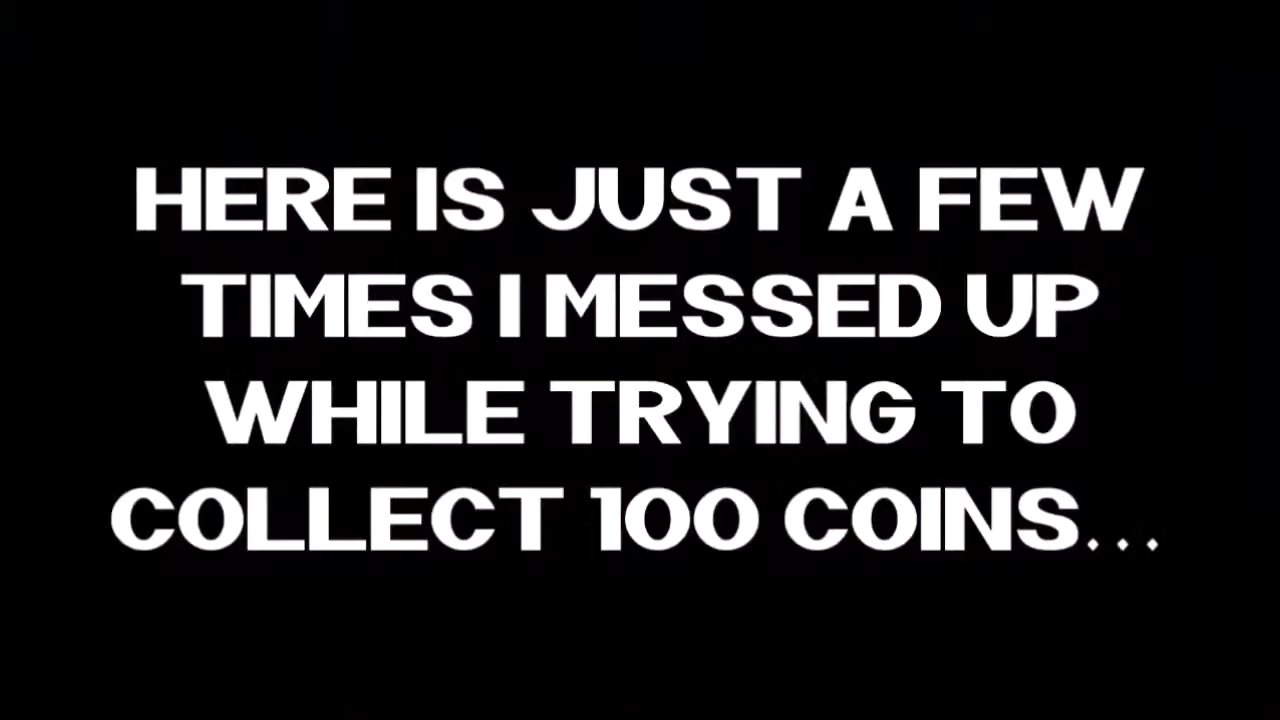 HERE IS JUST A FEW
TIMES I MESSED UP
WHILE TRYING TO
COLLECT 100 COINS...